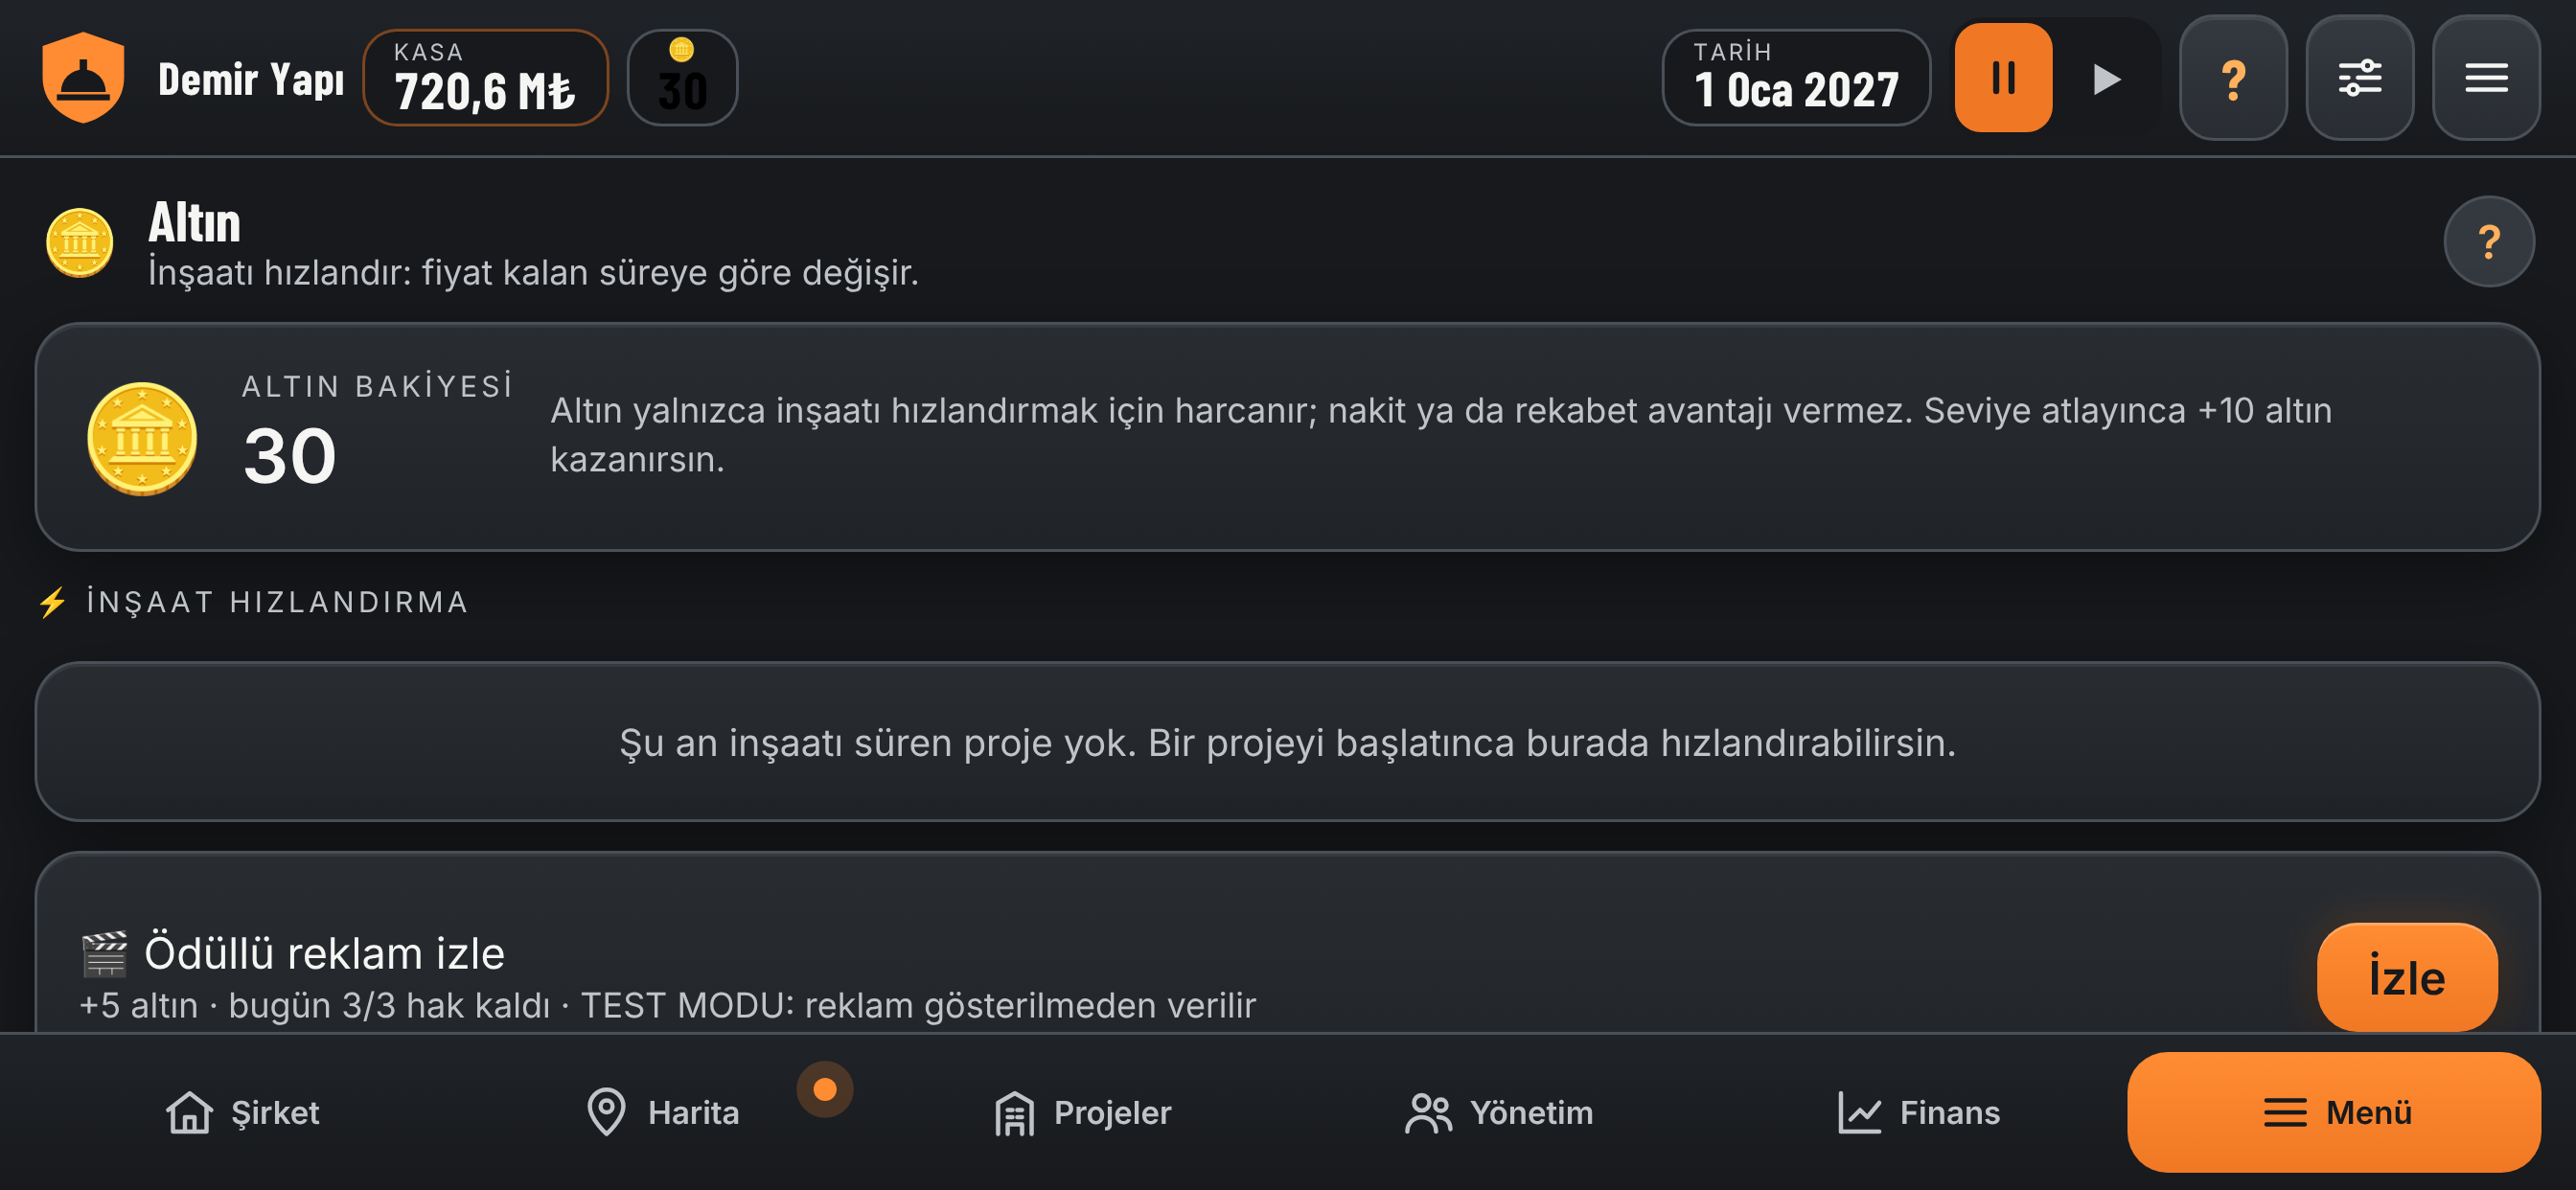 Demir Yapı
KASA
720,6 M₺
30
TARİH
1 Oca 2027
?
Altın
İnşaatı hızlandır: fiyat kalan süreye göre değişir.
?
ALTIN BAKİYESİ
30
Altın yalnızca inşaatı hızlandırmak için harcanır; nakit ya da rekabet avantajı vermez. Seviye atlayınca +10 altın
kazanırsın.
⚡ İNŞAAT HIZLANDIRMA
Şu an inşaatı süren proje yok. Bir projeyi başlatınca burada hızlandırabilirsin.
🎬 Ödüllü reklam izle
+5 altın · bugün 3/3 hak kaldı · TEST MODU: reklam gösterilmeden verilir
İzle
Şirket
Harita
Projeler
Yönetim
Finans
Menü